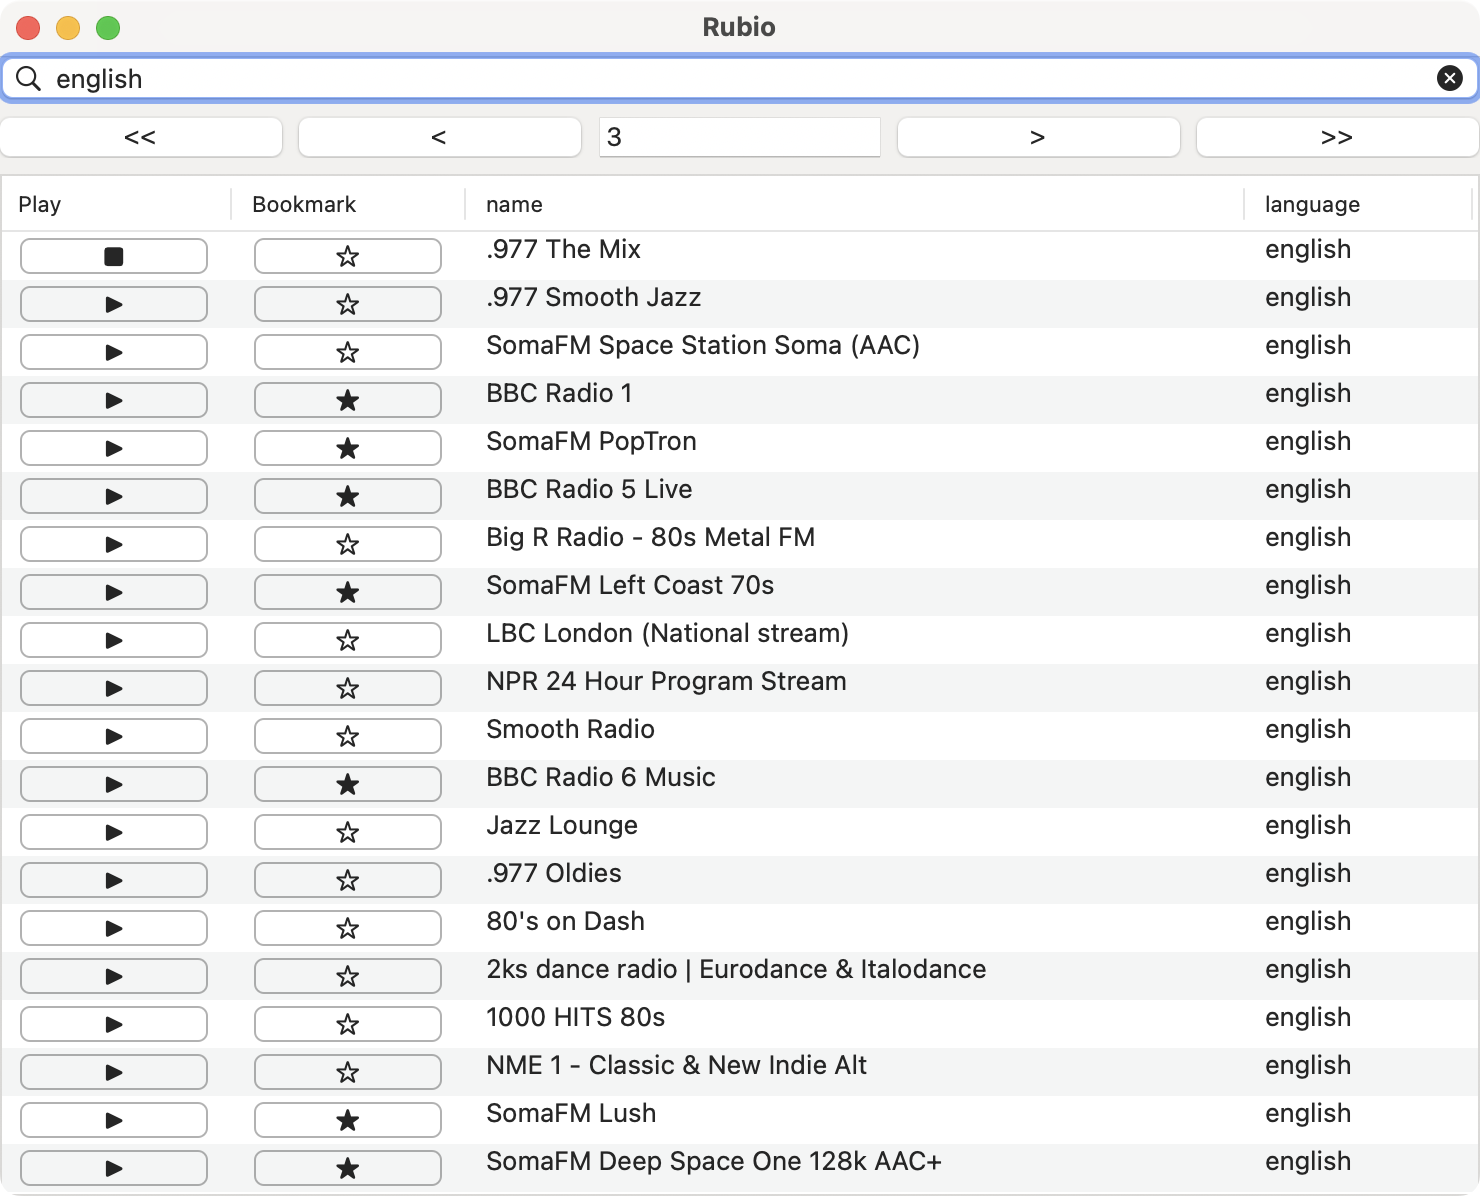 Rubio
english
<< < 3 > >>
Play Bookmark name language
.977 The Mix english
.977 Smooth Jazz english
SomaFM Space Station Soma (AAC) english
BBC Radio 1 english
SomaFM PopTron english
BBC Radio 5 Live english
Big R Radio - 80s Metal FM english
SomaFM Left Coast 70s english
LBC London (National stream) english
NPR 24 Hour Program Stream english
Smooth Radio english
BBC Radio 6 Music english
Jazz Lounge english
.977 Oldies english
80's on Dash english
2ks dance radio | Eurodance & Italodance english
1000 HITS 80s english
NME 1 - Classic & New Indie Alt english
SomaFM Lush english
SomaFM Deep Space One 128k AAC+ english